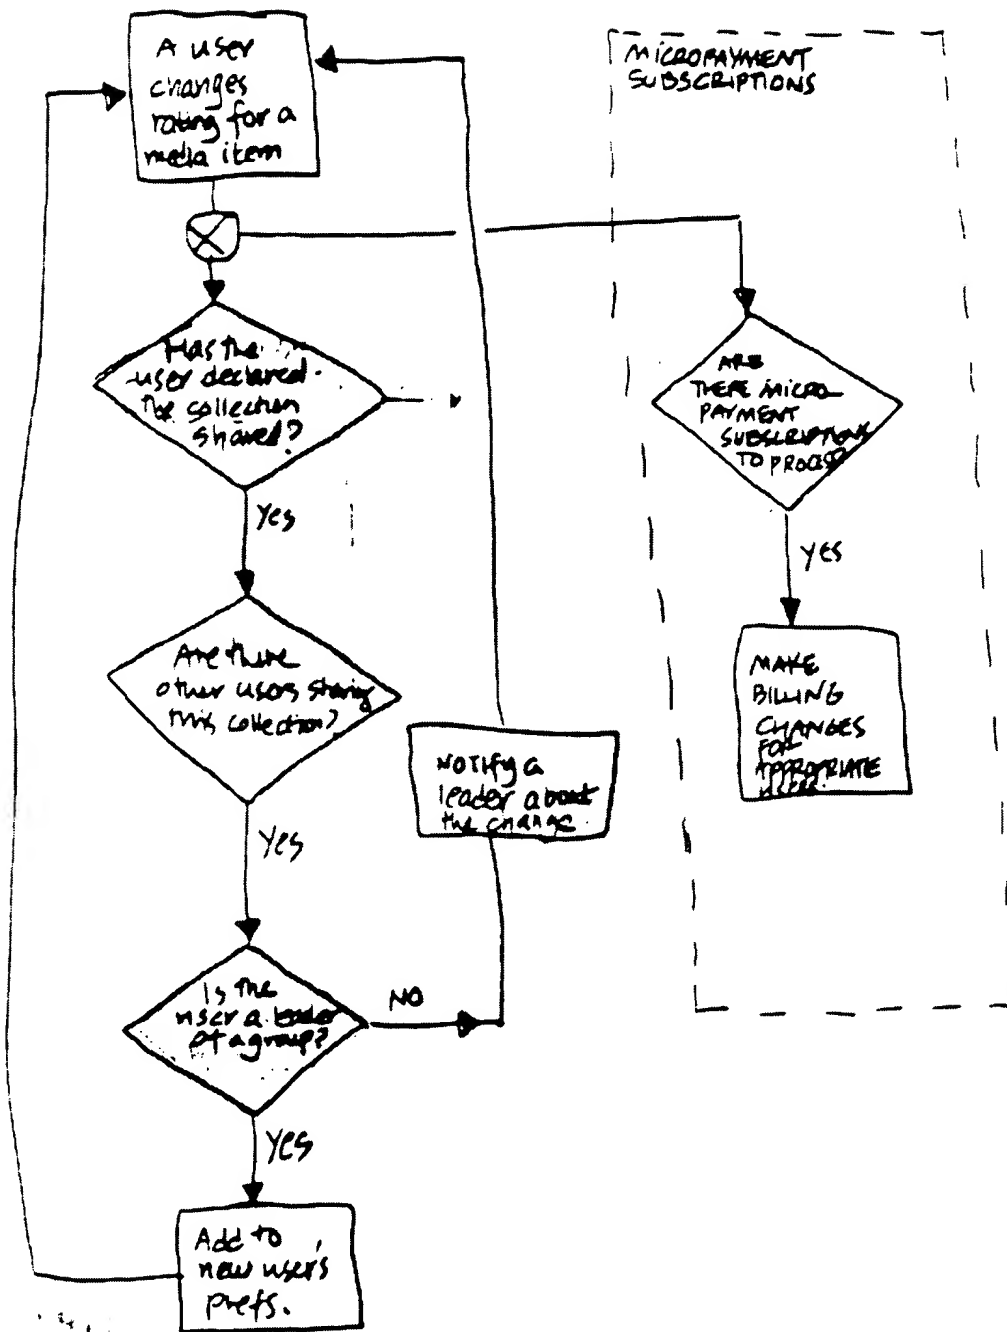 A user
changes
rating for a
media item
MICROPAYMENT
SUBSCRIPTIONS
Has the
user declared
the collection
shared?
ARE
THERE MICRO-
PAYMENT
SUBSCRIPTIONS
TO PROCESS?
Yes
YES
Are there
other users sharing
this collection?
MAKE
BILLING
CHANGES
FOR
APPROPRIATE
USER.
NOTIFY a
leader about
the change.
Yes
Is the
user a leader
of a group?
NO
Yes
Add to
new user's
prefs.